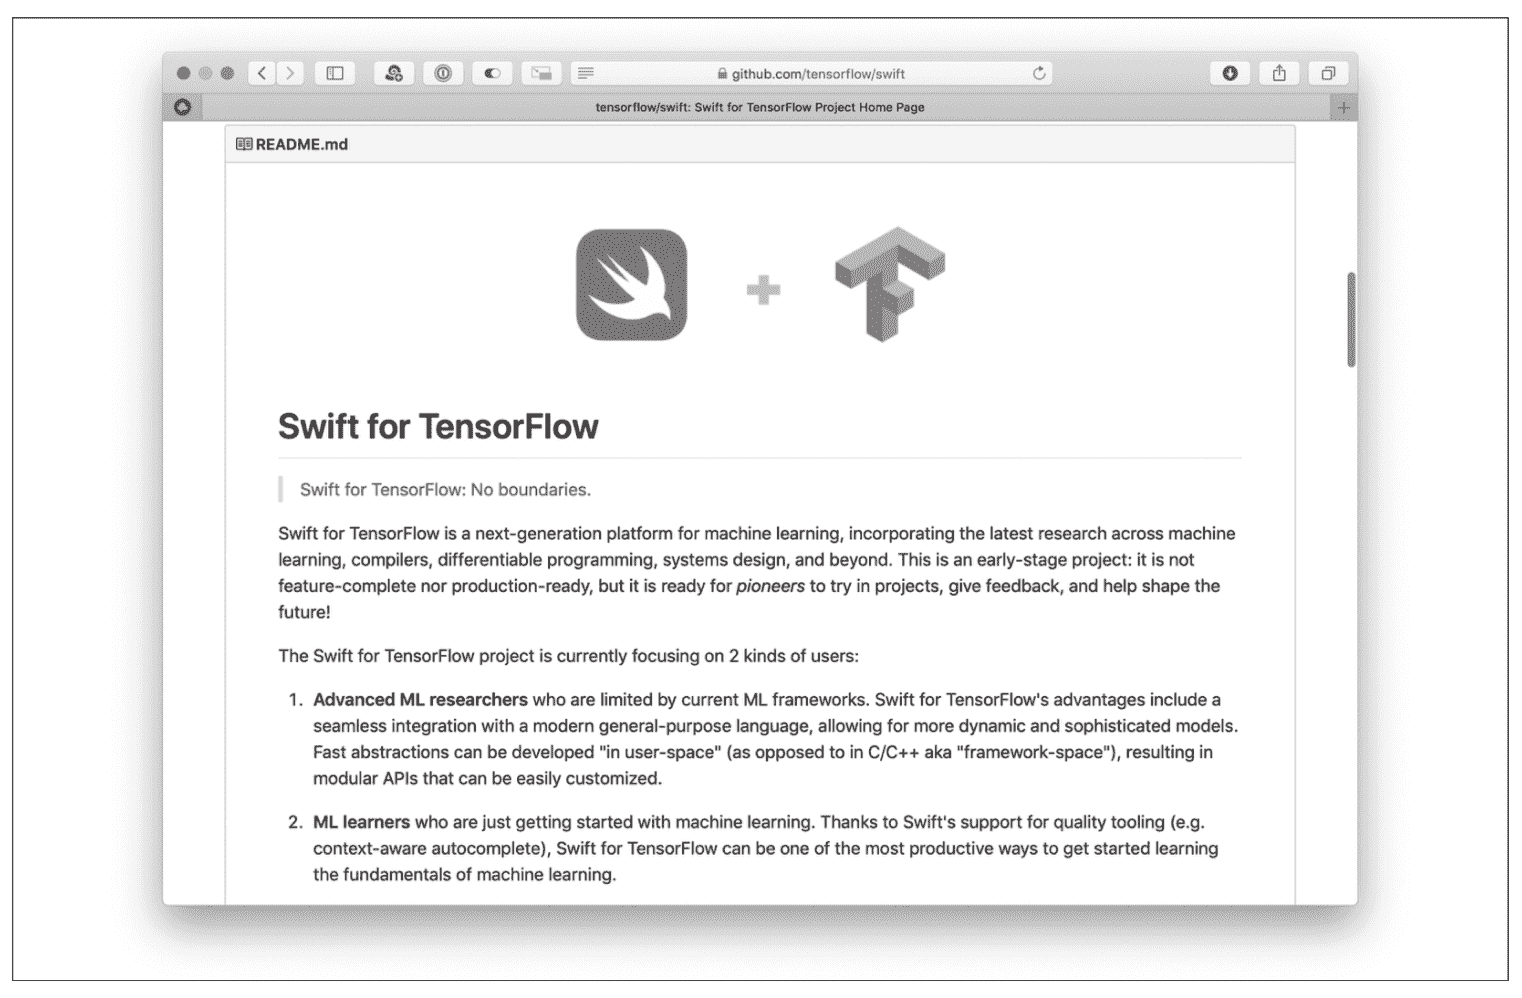 github.com/tensorflow/swift
tensorflow/swift: Swift for TensorFlow Project Home Page
README.md
Swift for TensorFlow
Swift for TensorFlow: No boundaries.
Swift for TensorFlow is a next-generation platform for machine learning, incorporating the latest research across machine
learning, compilers, differentiable programming, systems design, and beyond. This is an early-stage project: it is not
feature-complete nor production-ready, but it is ready for pioneers to try in projects, give feedback, and help shape the
future!
The Swift for TensorFlow project is currently focusing on 2 kinds of users:
1. Advanced ML researchers who are limited by current ML frameworks. Swift for TensorFlow's advantages include a
seamless integration with a modern general-purpose language, allowing for more dynamic and sophisticated models.
Fast abstractions can be developed "in user-space" (as opposed to in C/C++ aka "framework-space"), resulting in
modular APIs that can be easily customized.
2. ML learners who are just getting started with machine learning. Thanks to Swift's support for quality tooling (e.g.
context-aware autocomplete), Swift for TensorFlow can be one of the most productive ways to get started learning
the fundamentals of machine learning.